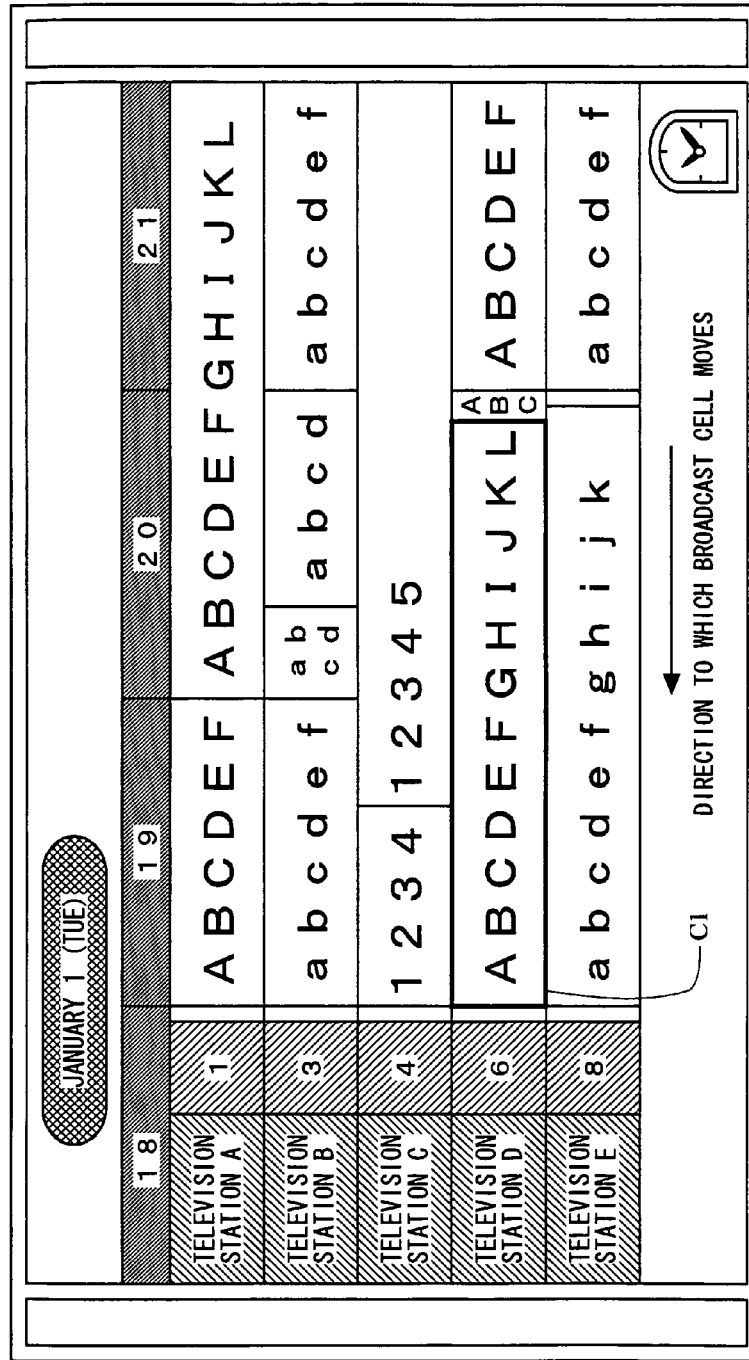 JANUARY 1 (TUE)
18 19 20 21
TELEVISION STATION A 1 A B C D E F A B C D E F G H I J K L
TELEVISION STATION B 3 a b c d e f a b c d a b c d a b c d e f
TELEVISION STATION C 4 1 2 3 4 1 2 3 4 5
TELEVISION STATION D 6 A B C D E F G H I J K L A B C A B C D E F
TELEVISION STATION E 8 a b c d e f g h i j k a b c d e f
C1
DIRECTION TO WHICH BROADCAST CELL MOVES